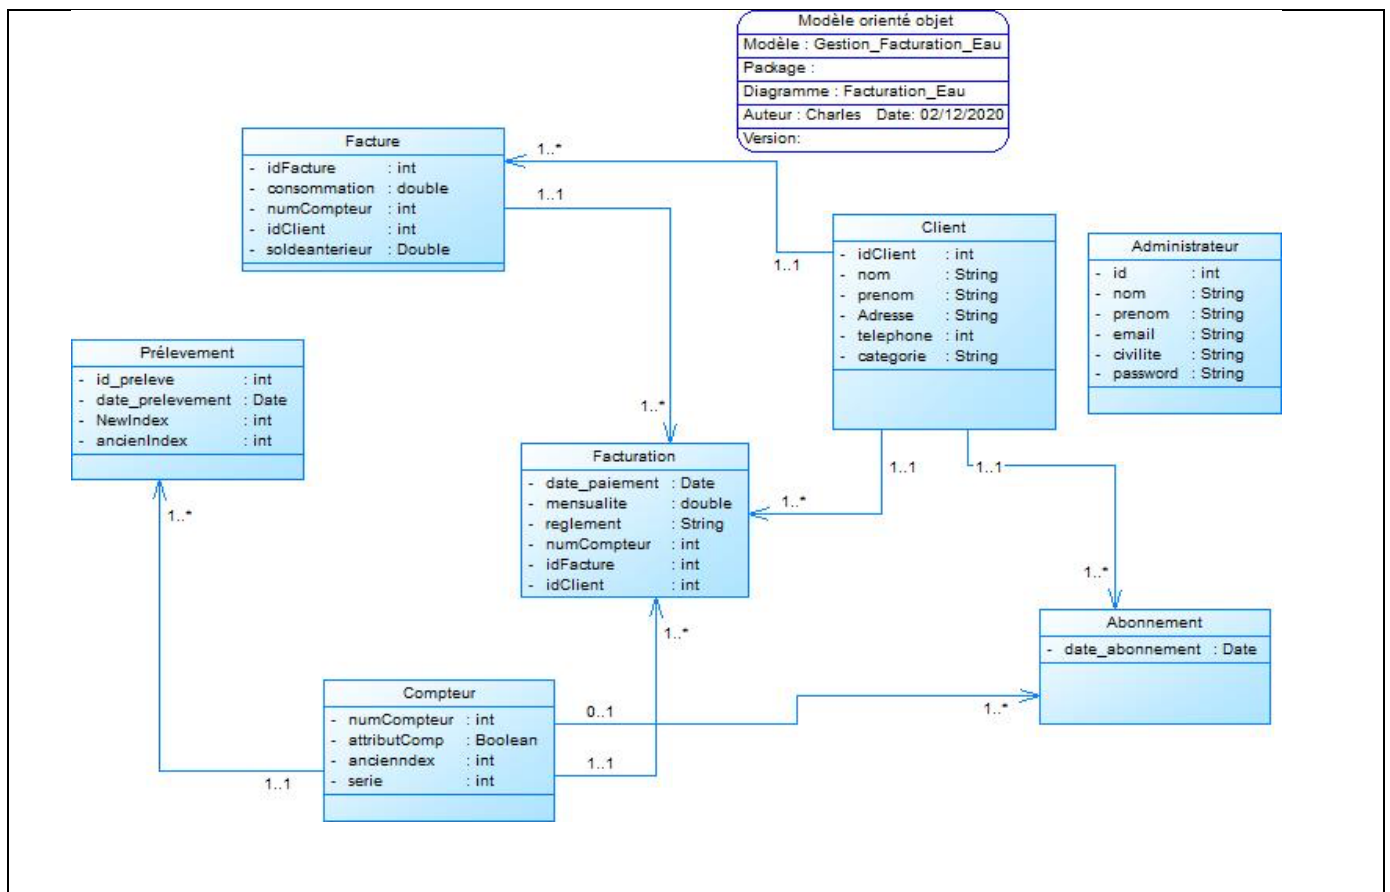 Modèle orienté objet
Modèle : Gestion_Facturation_Eau
Package :
Diagramme : Facturation_Eau
Auteur : Charles Date: 02/12/2020
Version:
Facture
- idFacture : int
- consommation : double
- numCompteur : int
- idClient : int
- soldeanterieur : Double
1..*
1..1
1..1
Client
- idClient : int
- nom : String
- prenom : String
- Adresse : String
- telephone : int
- categorie : String
Administrateur
- id : int
- nom : String
- prenom : String
- email : String
- civilite : String
- password : String
Prélevement
- id_preleve : int
- date_prelevement : Date
- NewIndex : int
- ancienIndex : int
1..*
1..*
Facturation
- date_paiement : Date
- mensualite : double
- reglement : String
- numCompteur : int
- idFacture : int
- idClient : int
1..1
1..1
1..*
1..*
1..*
Abonnement
- date_abonnement : Date
Compteur
- numCompteur : int
- attributComp : Boolean
- ancienndex : int
- serie : int
0..1
1..*
1..1
1..1